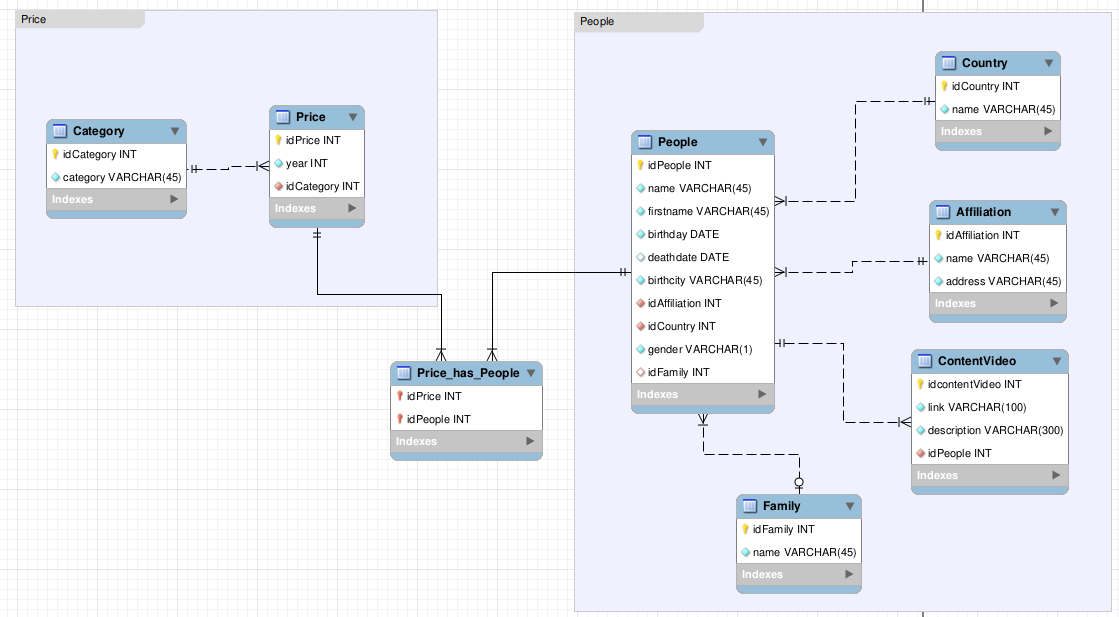 Price
Category
idCategory INT
category VARCHAR(45)
Indexes
Price
idPrice INT
year INT
idCategory INT
Indexes
Price_has_People
idPrice INT
idPeople INT
Indexes
People
People
idPeople INT
name VARCHAR(45)
firstname VARCHAR(45)
birthday DATE
deathdate DATE
birthcity VARCHAR(45)
idAffiliation INT
idCountry INT
gender VARCHAR(1)
idFamily INT
Indexes
Country
idCountry INT
name VARCHAR(45)
Indexes
Affiliation
idAffiliation INT
name VARCHAR(45)
address VARCHAR(45)
Indexes
ContentVideo
idcontentVideo INT
link VARCHAR(100)
description VARCHAR(300)
idPeople INT
Indexes
Family
idFamily INT
name VARCHAR(45)
Indexes